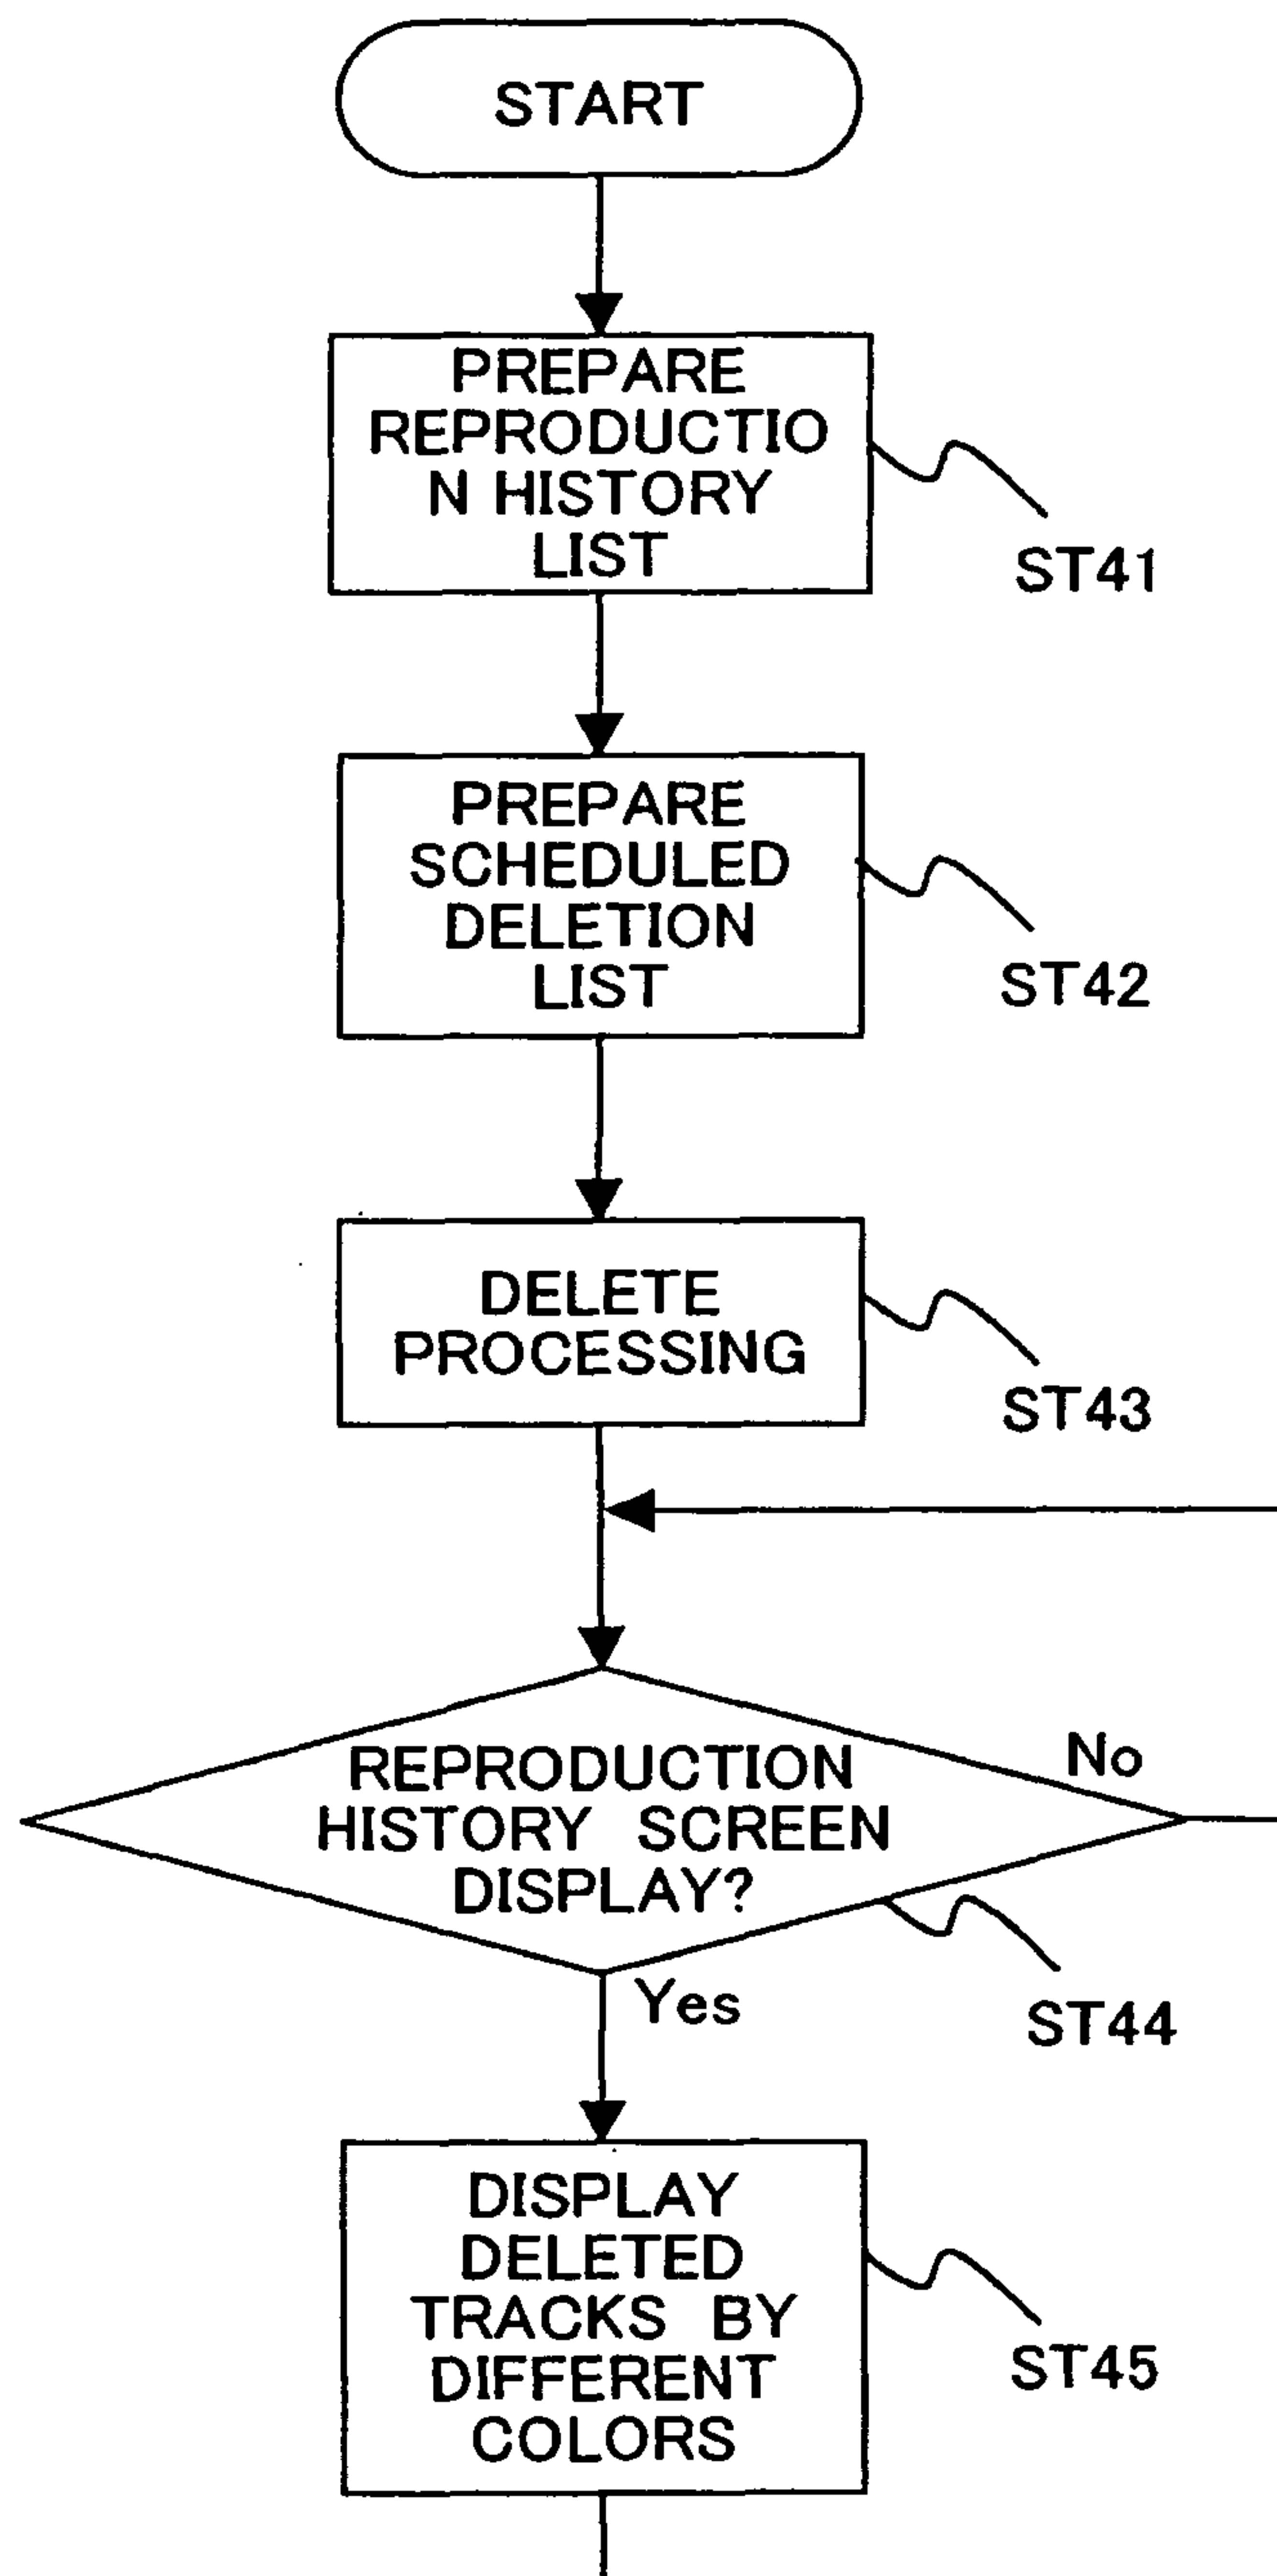 START
PREPARE
REPRODUCTIO
N HISTORY
LIST
ST41
PREPARE
SCHEDULED
DELETION
LIST
ST42
DELETE
PROCESSING
ST43
No
REPRODUCTION
HISTORY SCREEN
DISPLAY?
Yes
ST44
DISPLAY
DELETED
TRACKS BY
DIFFERENT
COLORS
ST45